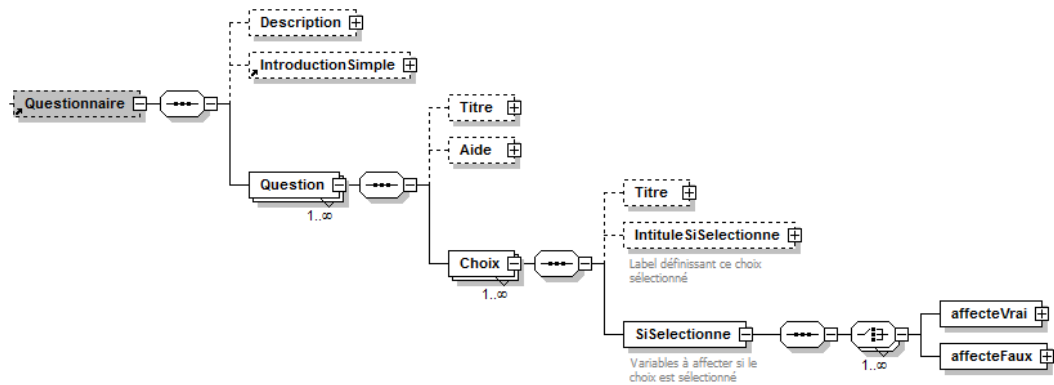 Description
IntroductionSimple
Questionnaire
Titre
Aide
Question
1..∞
Titre
IntituleSiSelectionne
Label définissant ce choix
sélectionné
Choix
1..∞
SiSelectionne
Variables à affecter si le
choix est sélectionné
1..∞
affecteVrai
affecteFaux